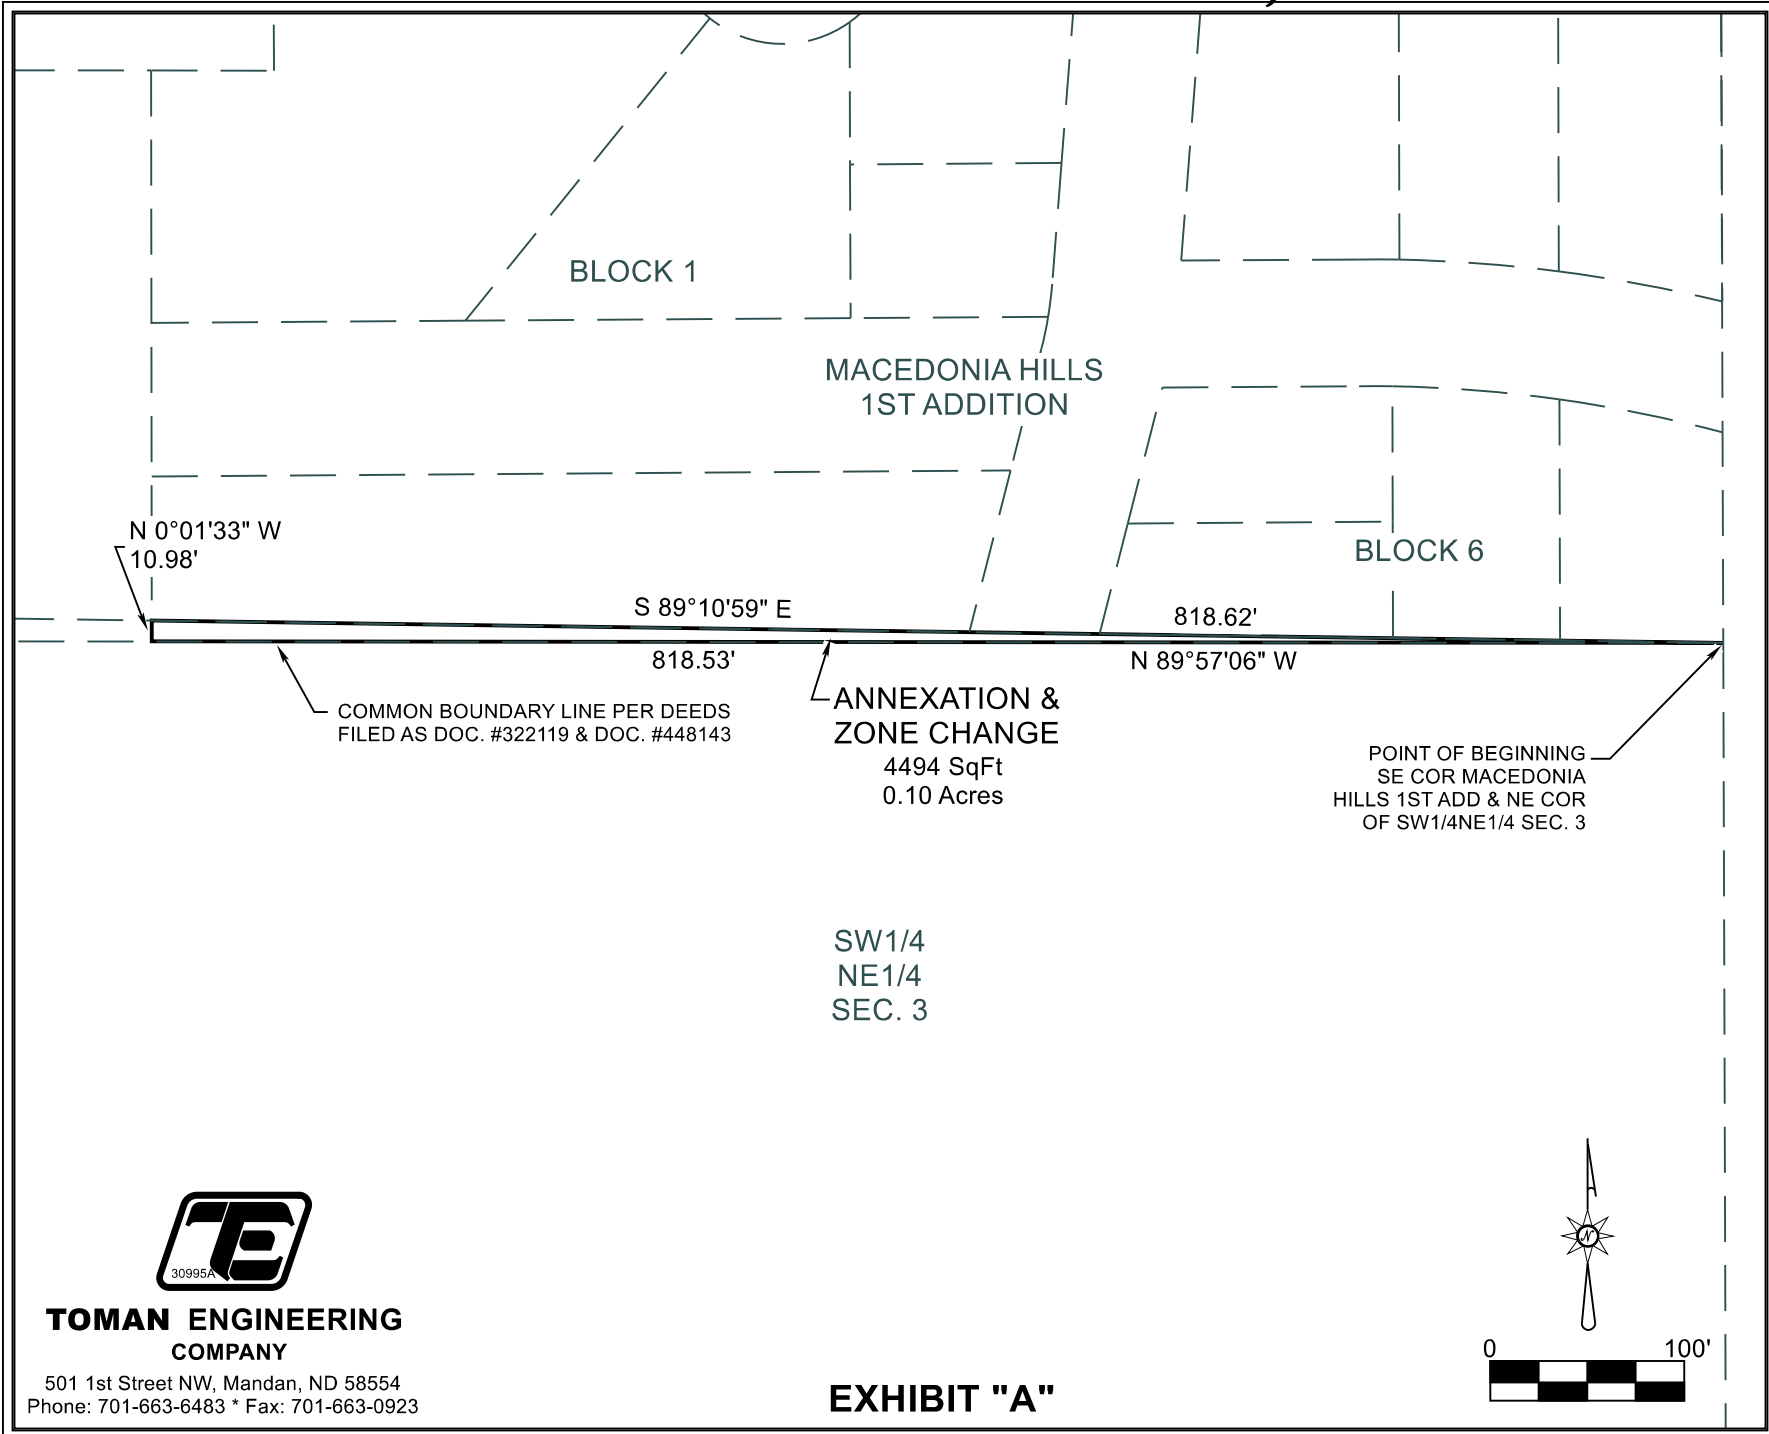 BLOCK 1
MACEDONIA HILLS
1ST ADDITION
N 0°01'33" W
10.98'
BLOCK 6
S 89°10'59" E
818.62'
818.53'
N 89°57'06" W
COMMON BOUNDARY LINE PER DEEDS
FILED AS DOC. #322119 & DOC. #448143
ANNEXATION &
ZONE CHANGE
4494 SqFt
0.10 Acres
POINT OF BEGINNING
SE COR MACEDONIA
HILLS 1ST ADD & NE COR
OF SW1/4NE1/4 SEC. 3
SW1/4
NE1/4
SEC. 3
TE
30995A
TOMAN ENGINEERING
COMPANY
501 1st Street NW, Mandan, ND 58554
Phone: 701-663-6483 * Fax: 701-663-0923
EXHIBIT "A"
N
0 100'